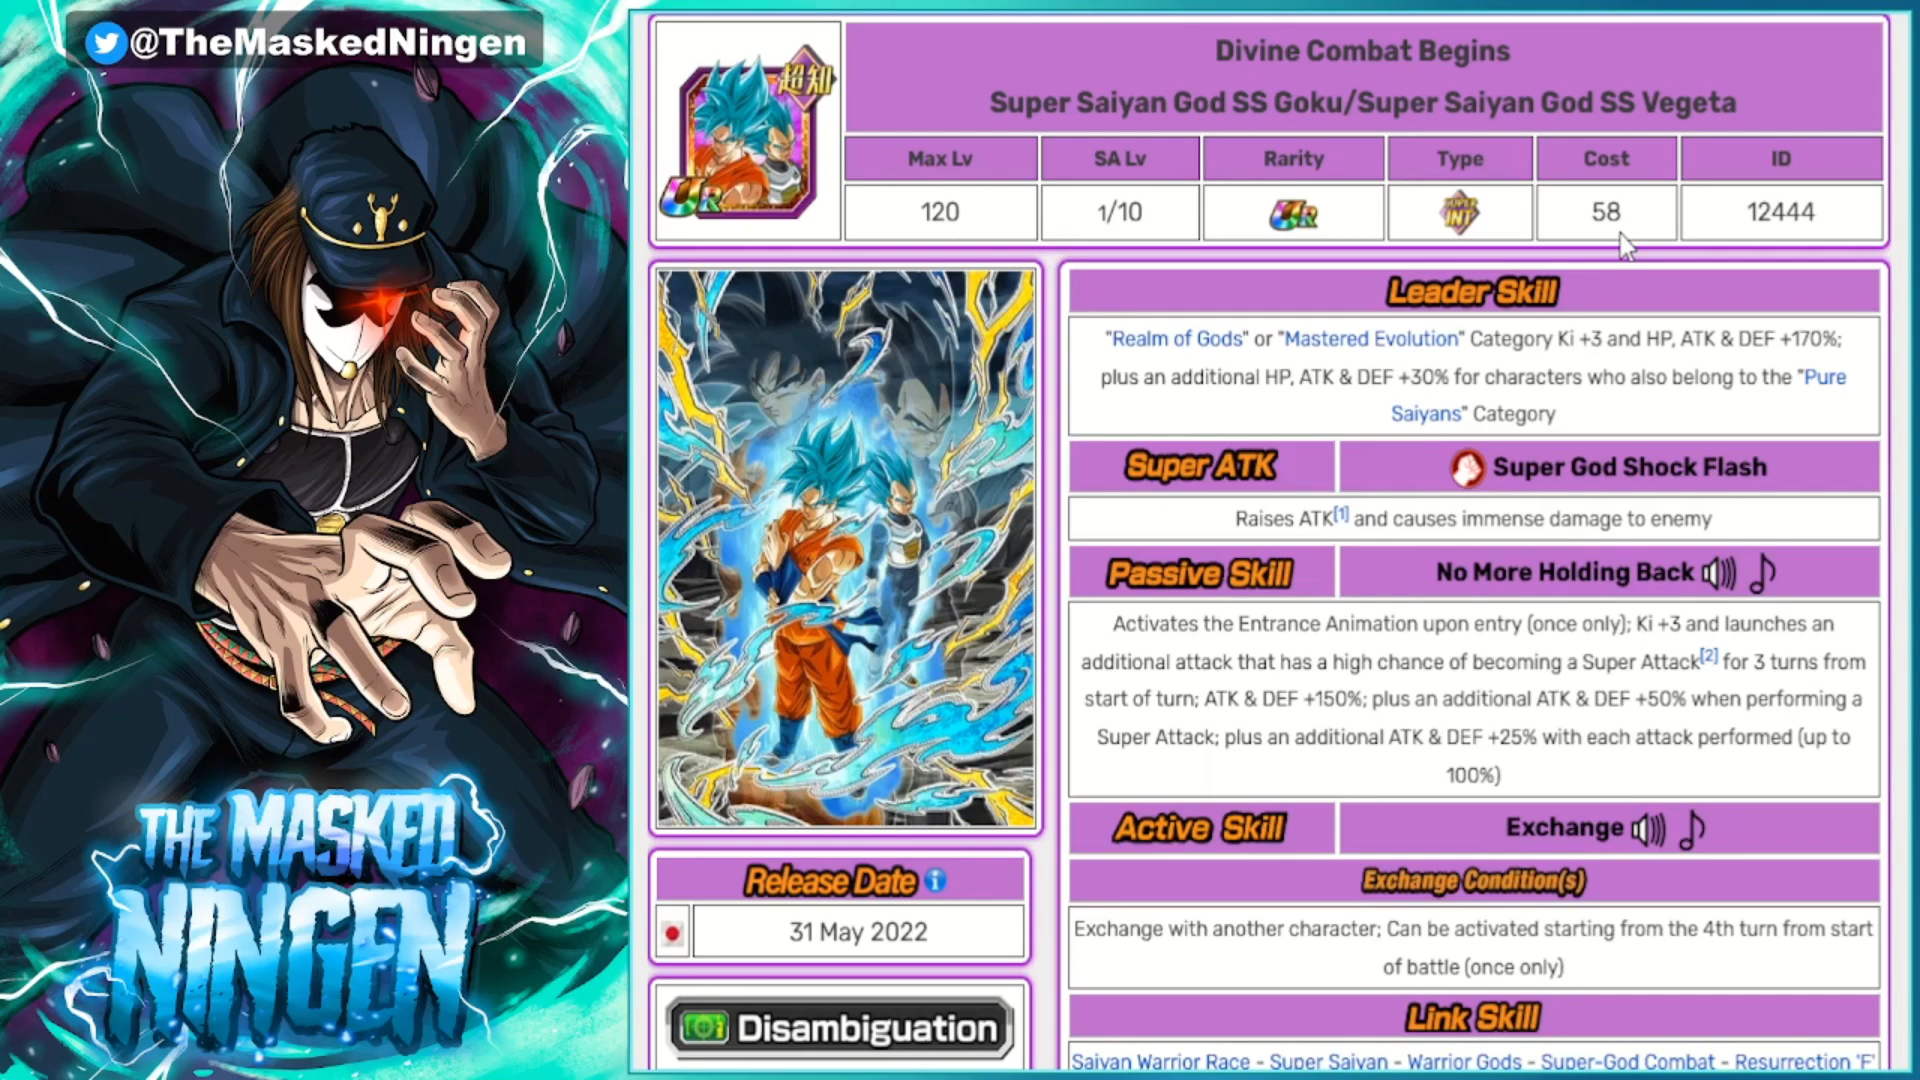 @TheMaskedNingen
THE MASKED
NINGEN
超知
UR
Divine Combat Begins
Super Saiyan God SS Goku/Super Saiyan God SS Vegeta
Max Lv SA Lv Rarity Type Cost ID
120 1/10 UR SUPER INT 58 12444
Leader Skill
"Realm of Gods" or "Mastered Evolution" Category Ki +3 and HP, ATK & DEF +170%;
plus an additional HP, ATK & DEF +30% for characters who also belong to the "Pure
Saiyans" Category
Super ATK Super God Shock Flash
Raises ATK[1] and causes immense damage to enemy
Passive Skill No More Holding Back
Activates the Entrance Animation upon entry (once only); Ki +3 and launches an
additional attack that has a high chance of becoming a Super Attack[2] for 3 turns from
start of turn; ATK & DEF +150%; plus an additional ATK & DEF +50% when performing a
Super Attack; plus an additional ATK & DEF +25% with each attack performed (up to
100%)
Active Skill Exchange
Exchange Condition(s)
Exchange with another character; Can be activated starting from the 4th turn from start
of battle (once only)
Link Skill
Saiyan Warrior Race - Super Saiyan - Warrior Gods - Super-God Combat - Resurrection 'F'
Release Date
31 May 2022
Disambiguation